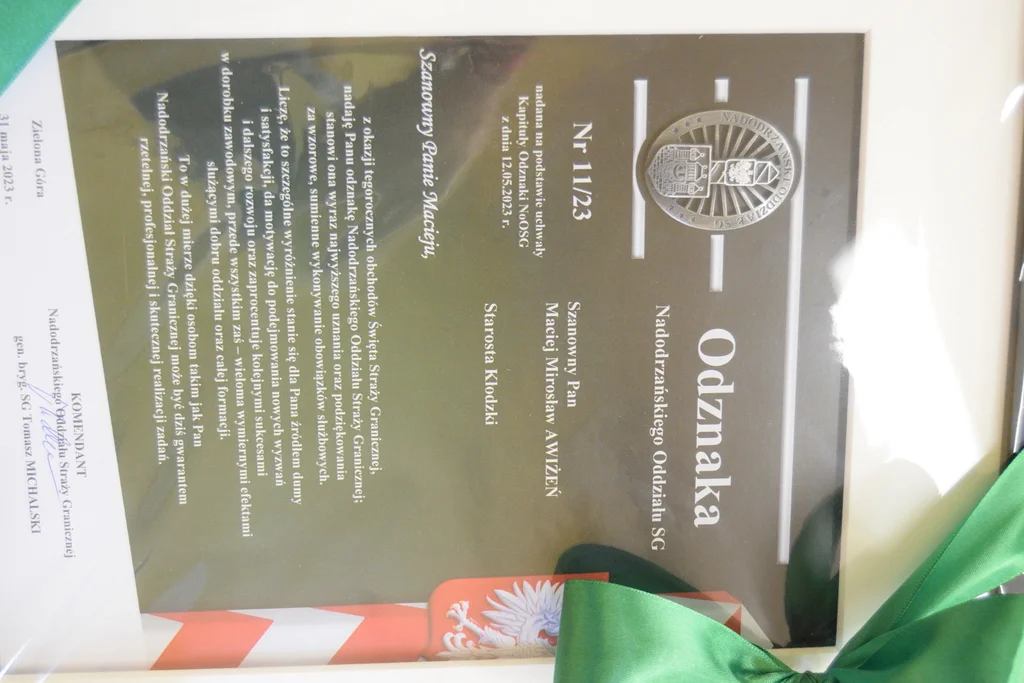 NADODRZAŃSKI ODDZIAŁ SG
Odznaka
Nadodrzańskiego Oddziału SG
Nr 111/23
nadana na podstawie uchwały
Kapituły Odznaki NoOSG
z dnia 12.05.2023 r.
Szanowny Pan
Maciej Mirosław AWIŻEŃ
Starosta Kłodzki
Szanowny Panie Macieju,
z okazji tegorocznych obchodów Święta Straży Granicznej,
nadaję Panu odznakę Nadodrzańskiego Oddziału Straży Granicznej;
stanowi ona wyraz najwyższego uznania oraz podziękowania
za wzorowe, sumienne wykonywanie obowiązków służbowych.
Liczę, że to szczególne wyróżnienie stanie się dla Pana źródłem dumy
i satysfakcji, da motywację do podejmowania nowych wyzwań
i dalszego rozwoju oraz zaprocentuje kolejnymi sukcesami
w dorobku zawodowym, przede wszystkim zaś – wieloma wymiernymi efektami
służącymi dobru oddziału oraz całej formacji.
To w dużej mierze dzięki osobom takim jak Pan
Nadodrzański Oddział Straży Granicznej może być dziś gwarantem
rzetelnej, profesjonalnej i skutecznej realizacji zadań.
KOMENDANT
Nadodrzańskiego Oddziału Straży Granicznej
gen. bryg. SG Tomasz MICHALSKI
Zielona Góra
31 maja 2023 r.